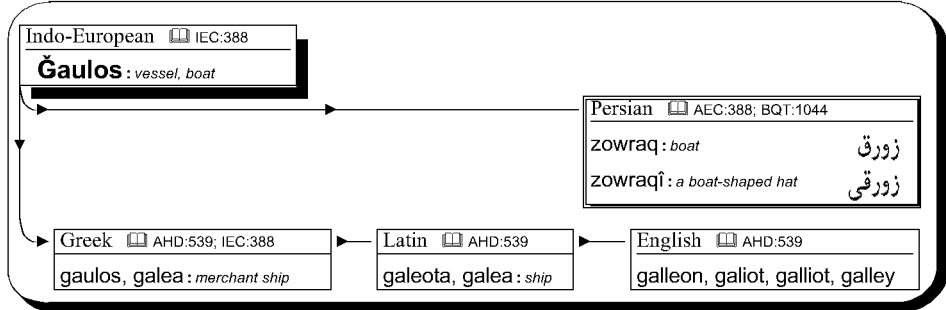 Indo-European IEC:388
Ǧaulos : vessel, boat
Persian AEC:388; BQT:1044
zowraq : boat زورق
zowraqî : a boat-shaped hat زورقی
Greek AHD:539; IEC:388
gaulos, galea : merchant ship
Latin AHD:539
galeota, galea : ship
English AHD:539
galleon, galiot, galliot, galley